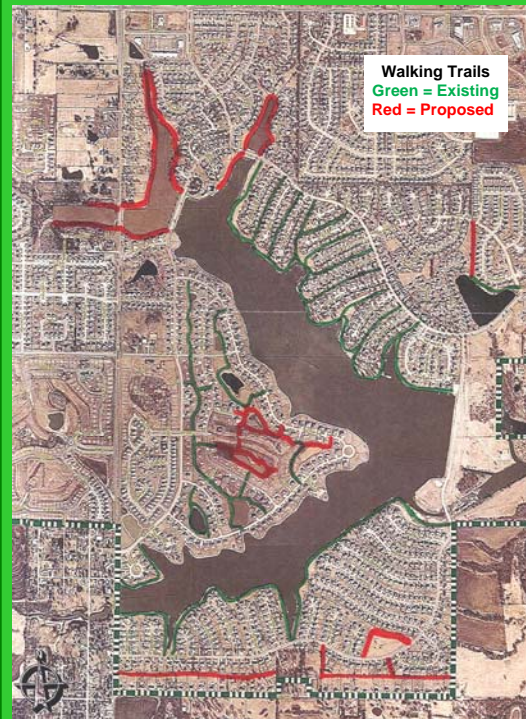 Walking Trails
Green = Existing
Red = Proposed